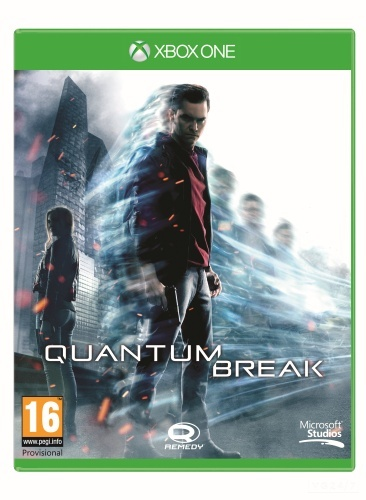 XBOX ONE
QUANTUM
BREAK
16
www.pegi.info
Provisional
REMEDY
Microsoft
Studios